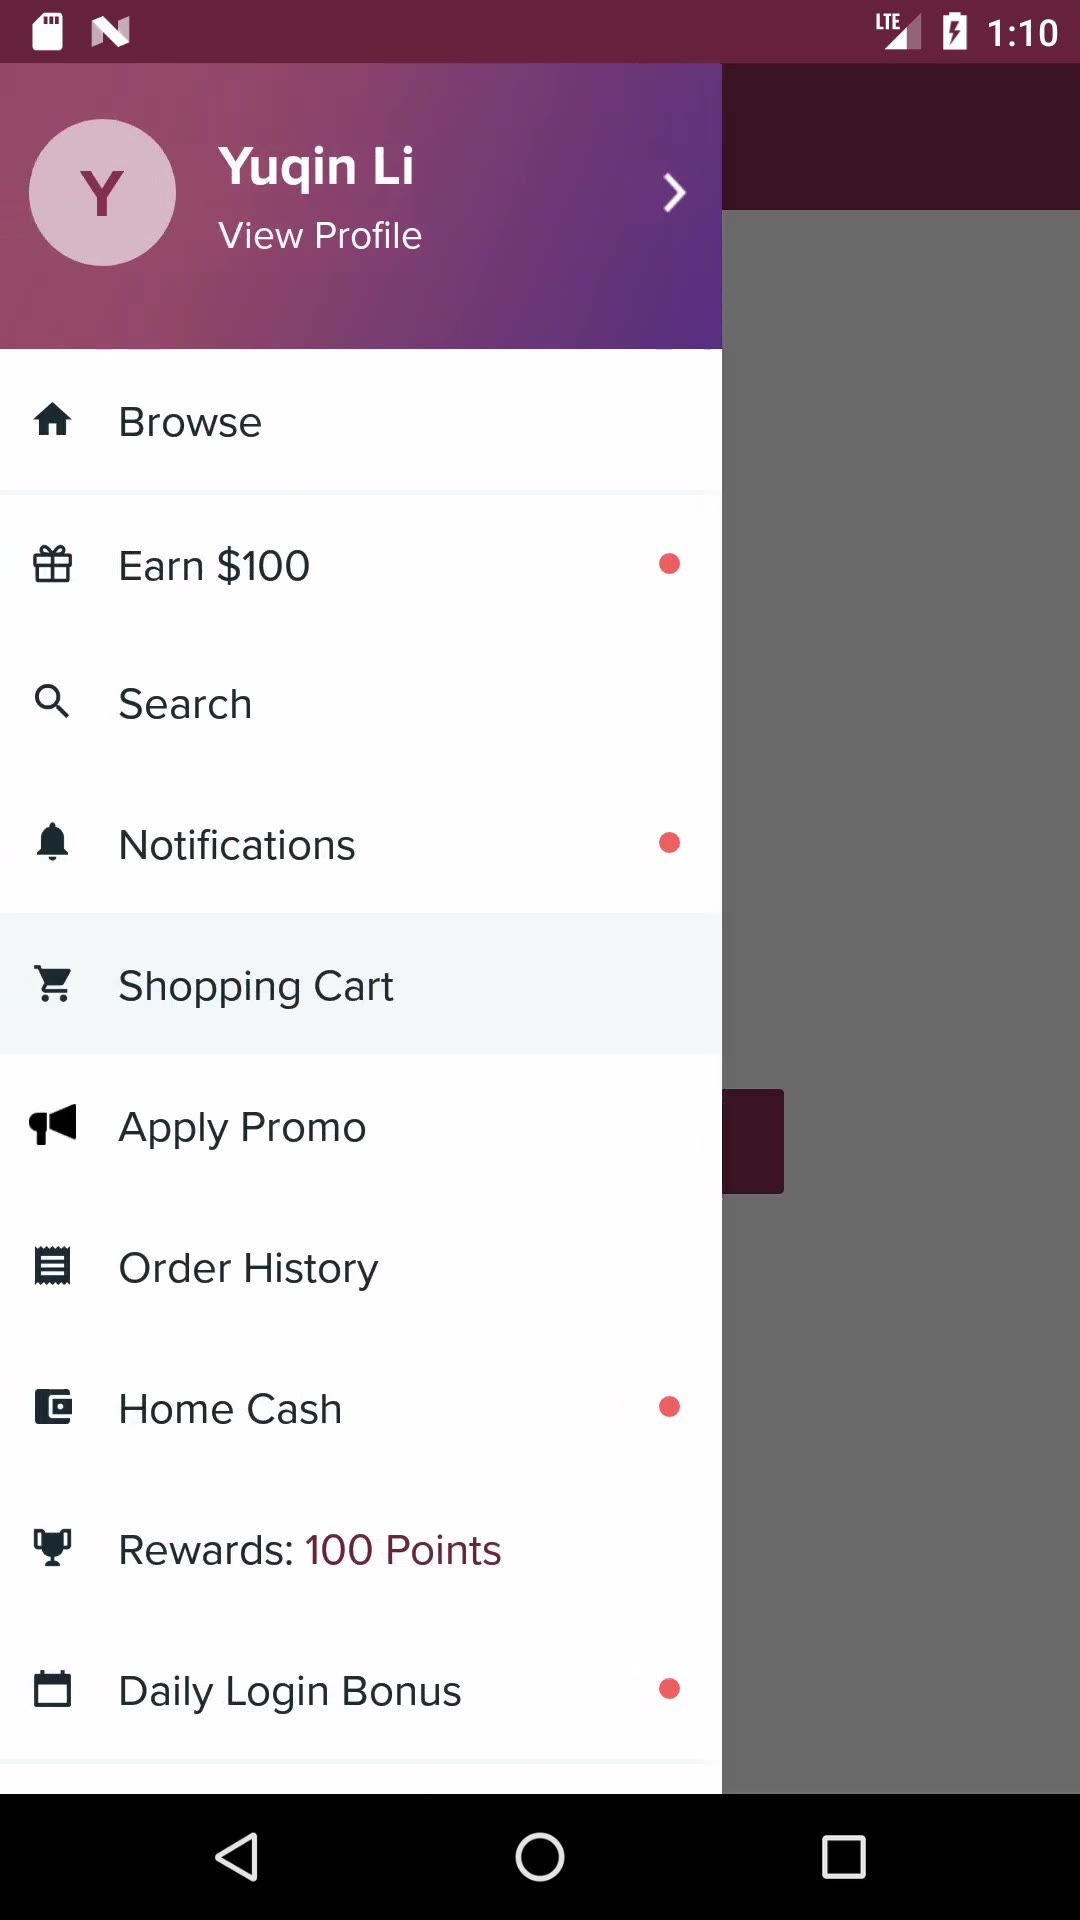 LTE 1:10
Y
Yuqin Li
View Profile
Browse
Earn $100
Search
Notifications
Shopping Cart
Apply Promo
Order History
Home Cash
Rewards: 100 Points
Daily Login Bonus